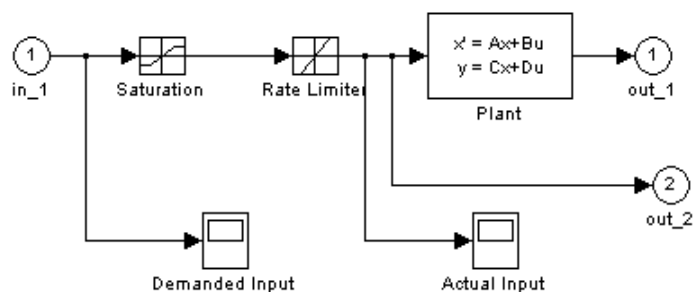 1
in_1
Saturation
Rate Limiter
x' = Ax+Bu
y = Cx+Du
Plant
1
out_1
2
out_2
Demanded Input
Actual Input